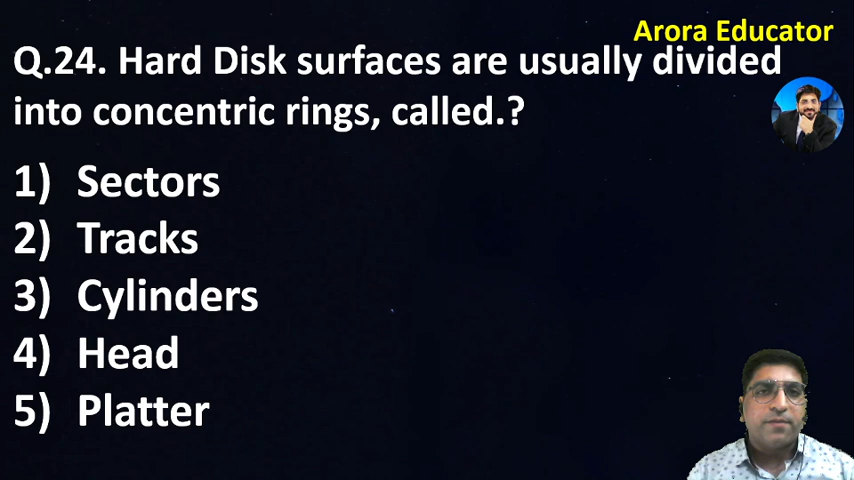 Arora Educator
Q.24. Hard Disk surfaces are usually divided
into concentric rings, called.?
1) Sectors
2) Tracks
3) Cylinders
4) Head
5) Platter